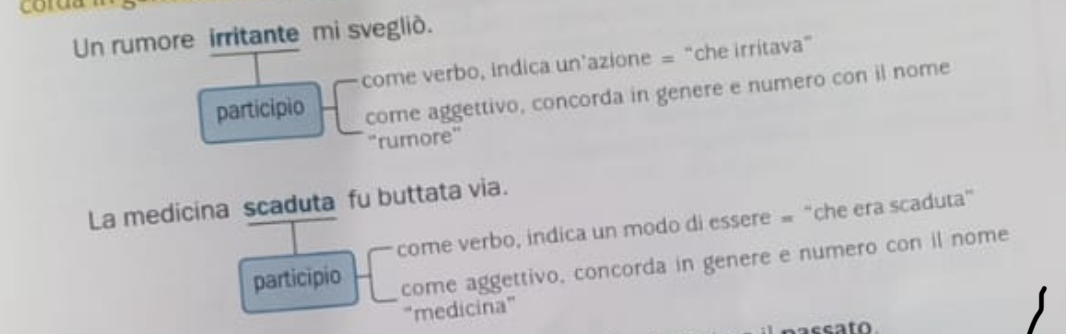 Un rumore irritante mi svegliò.
come verbo, indica un'azione = "che irritava"
participio
come aggettivo, concorda in genere e numero con il nome
"rumore"
La medicina scaduta fu buttata via.
come verbo, indica un modo di essere = "che era scaduta"
participio
come aggettivo, concorda in genere e numero con il nome
"medicina"
il passato.